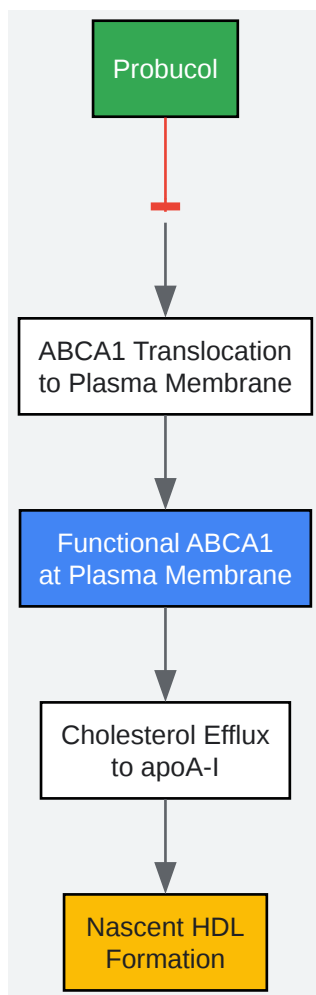 Probucol
ABCA1 Translocation
to Plasma Membrane
Functional ABCA1
at Plasma Membrane
Cholesterol Efflux
to apoA-I
Nascent HDL
Formation